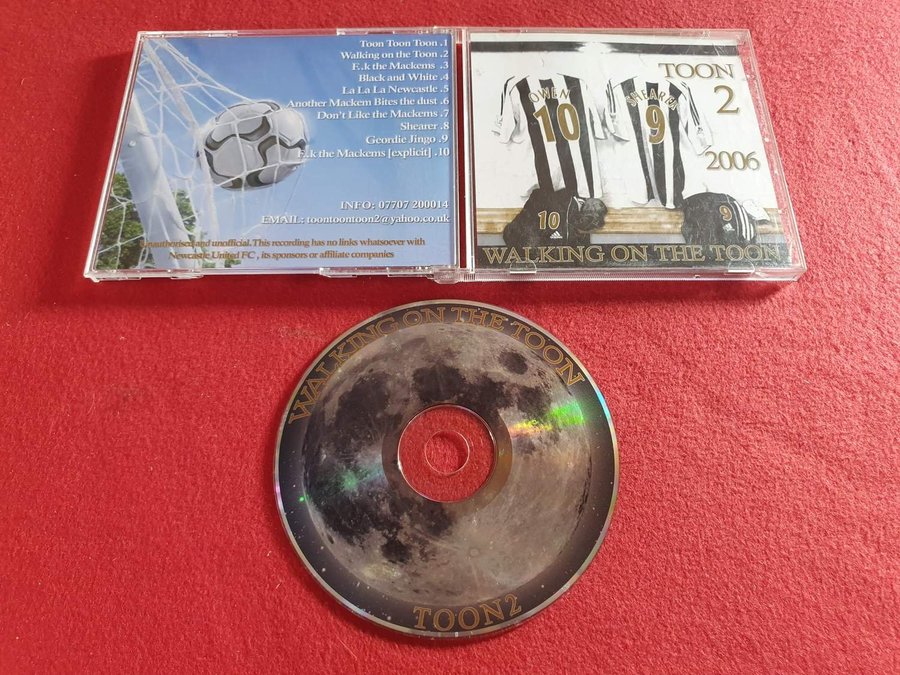 Toon Toon Toon .1
Walking on the Toon .2
F..k the Mackems .3
Black and White .4
La La La Newcastle .5
Another Mackem Bites the dust .6
Don't Like the Mackems .7
Shearer .8
Geordie Jingo .9
F..k the Mackems [explicit] .10
INFO: 07707 200014
EMAIL: toontoontoon2@yahoo.co.uk
Unauthorised and unofficial. This recording has no links whatsoever with
Newcastle United FC , its sponsors or affiliate companies
TOON
2
2006
OWEN
10
SHEARER
9
10
adidas
9
WALKING ON THE TOON
WALKING ON THE TOON
TOON2